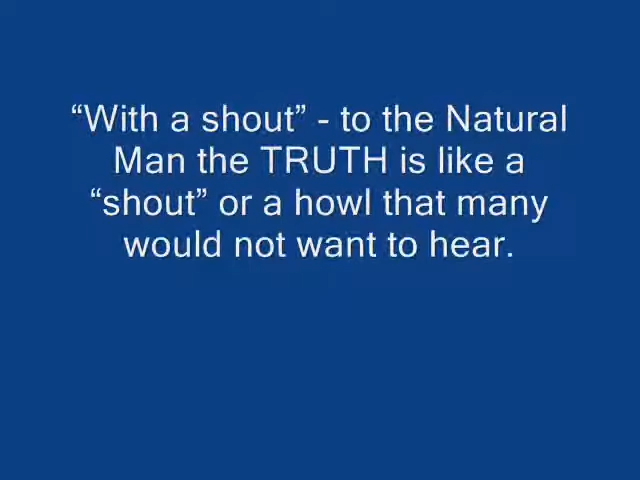 “With a shout” - to the Natural
Man the TRUTH is like a
“shout” or a howl that many
would not want to hear.